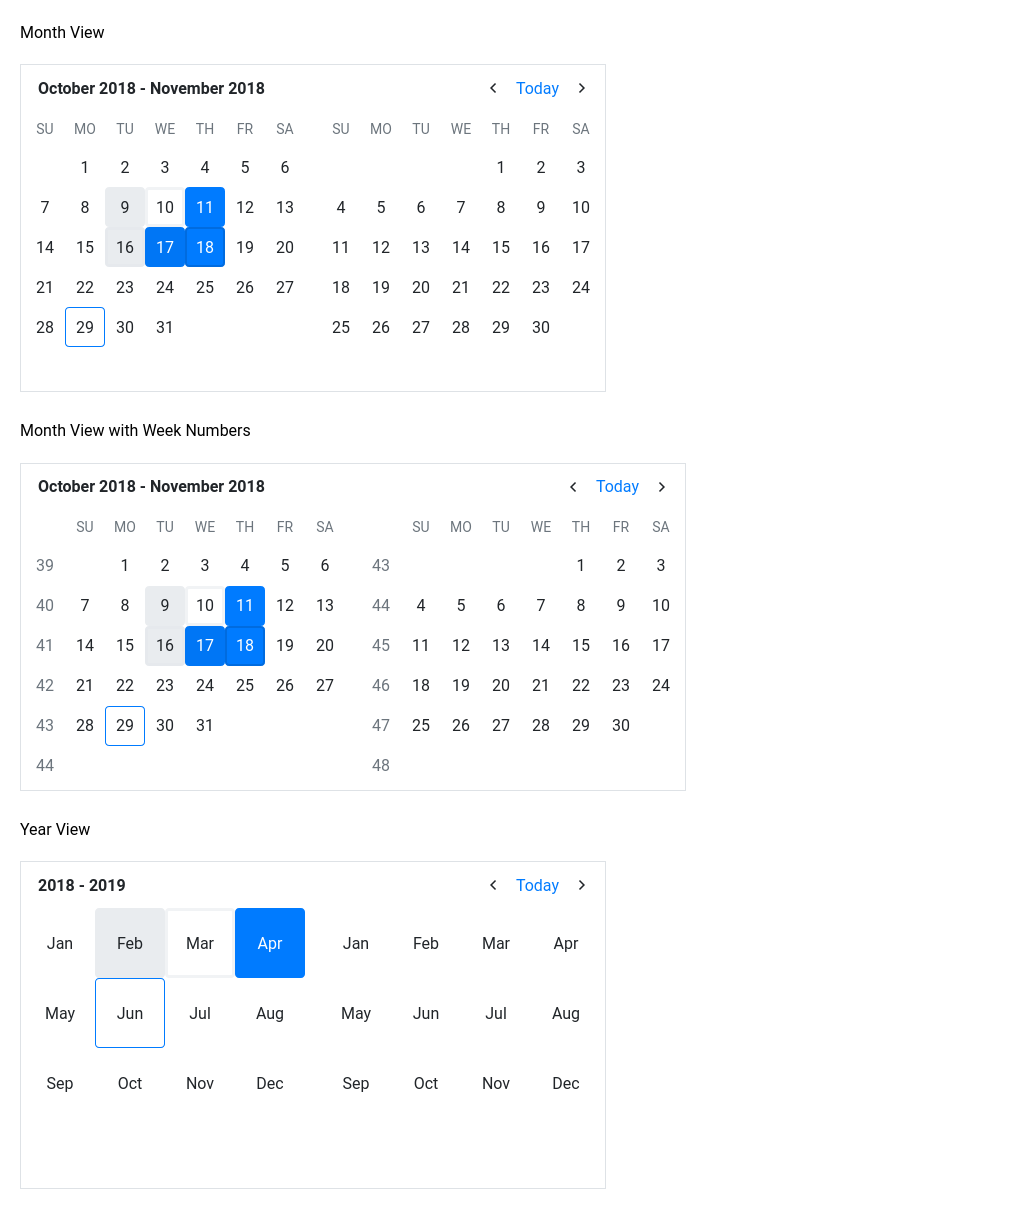 Month View
October 2018 - November 2018 Today
SU MO TU WE TH FR SA SU MO TU WE TH FR SA
1 2 3 4 5 6 1 2 3
7 8 9 10 11 12 13 4 5 6 7 8 9 10
14 15 16 17 18 19 20 11 12 13 14 15 16 17
21 22 23 24 25 26 27 18 19 20 21 22 23 24
28 29 30 31 25 26 27 28 29 30
Month View with Week Numbers
October 2018 - November 2018 Today
SU MO TU WE TH FR SA SU MO TU WE TH FR SA
39 1 2 3 4 5 6 43 1 2 3
40 7 8 9 10 11 12 13 44 4 5 6 7 8 9 10
41 14 15 16 17 18 19 20 45 11 12 13 14 15 16 17
42 21 22 23 24 25 26 27 46 18 19 20 21 22 23 24
43 28 29 30 31 47 25 26 27 28 29 30
44 48
Year View
2018 - 2019 Today
Jan Feb Mar Apr Jan Feb Mar Apr
May Jun Jul Aug May Jun Jul Aug
Sep Oct Nov Dec Sep Oct Nov Dec